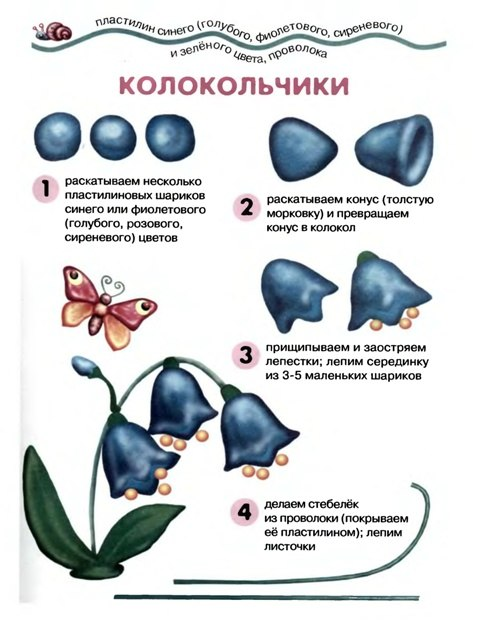 пластилин синего (голубого, фиолетового, сиреневого)
и зелёного цвета, проволока
КОЛОКОЛЬЧИКИ
1
раскатываем несколько
пластилиновых шариков
синего или фиолетового
(голубого, розового,
сиреневого) цветов
2
раскатываем конус (толстую
морковку) и превращаем
конус в колокол
3
прищипываем и заостряем
лепестки; лепим серединку
из 3-5 маленьких шариков
4
делаем стебелёк
из проволоки (покрываем
её пластилином); лепим
листочки